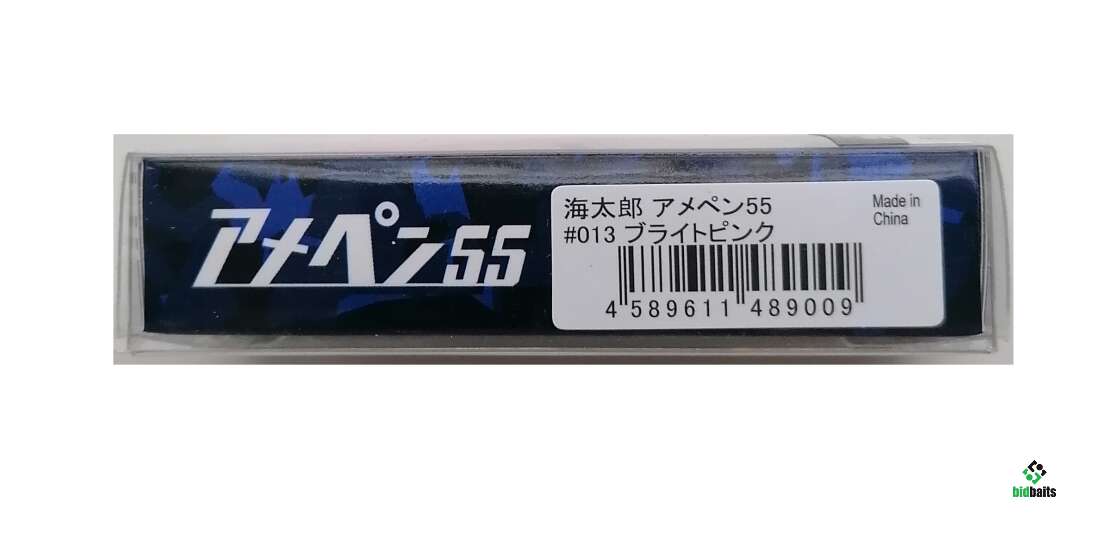 アメペン55
海太郎 アメペン55
#013 ブライトピンク
Made in
China
4 589611 489009
bidbaits